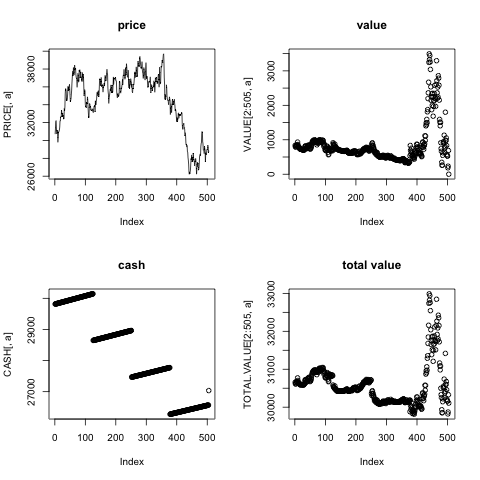 price
PRICE[, a]
26000 32000 38000
0 100 200 300 400 500
Index
value
VALUE[2:505, a]
0 1000 2000 3000
0 100 200 300 400 500
Index
cash
CASH[, a]
27000 29000
0 100 200 300 400 500
Index
total value
TOTAL.VALUE[2:505, a]
30000 31000 32000 33000
0 100 200 300 400 500
Index